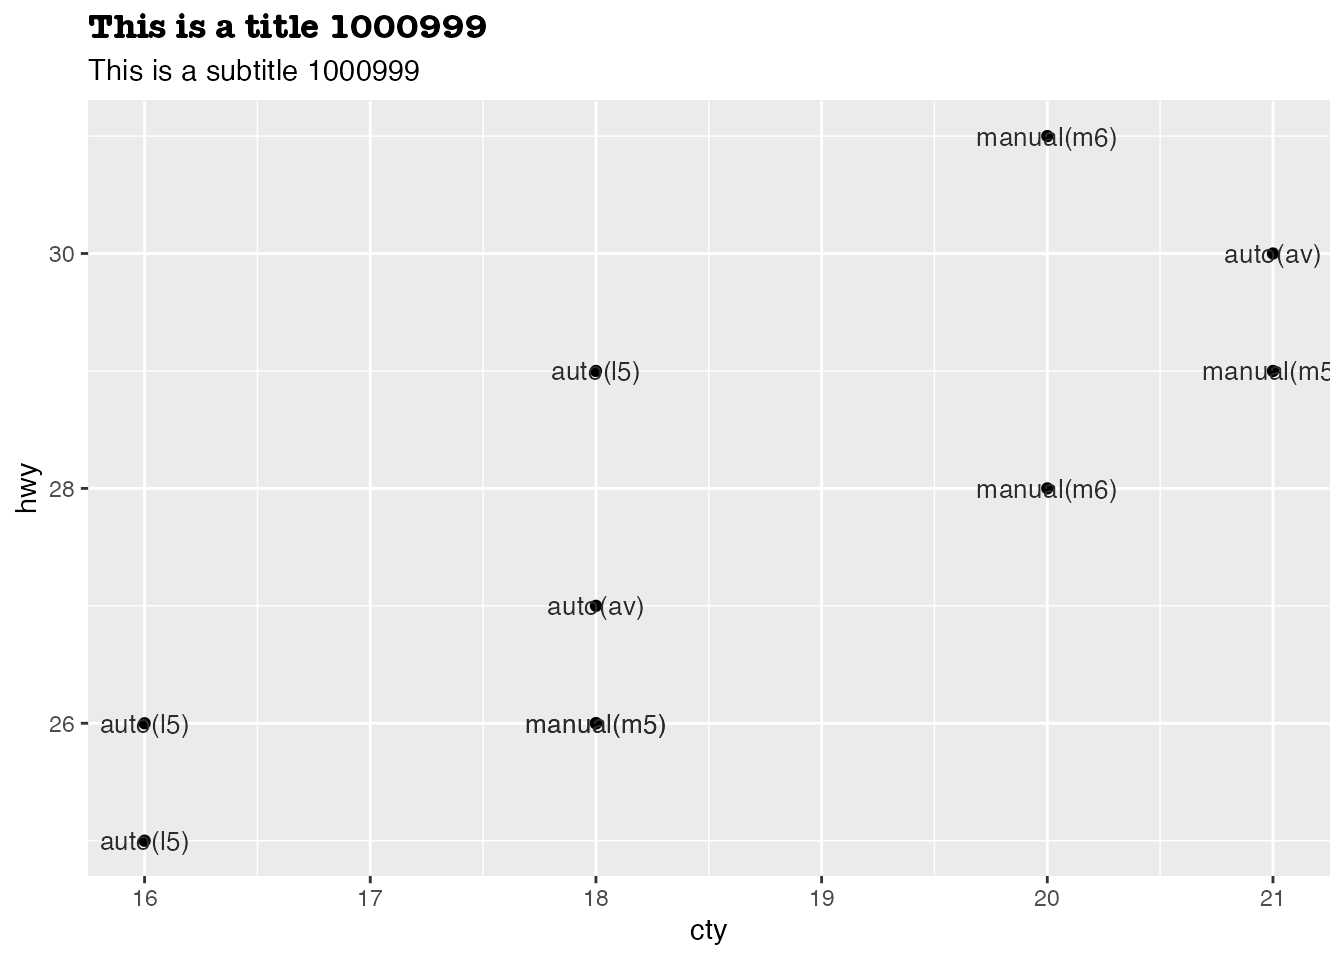 This is a title 1000999
This is a subtitle 1000999
manual(m6)
30
auto(av)
auto(l5)
manual(m5
hwy
28
manual(m6)
auto(av)
26
auto(l5)
manual(m5)
auto(l5)
16 17 18 19 20 21
cty